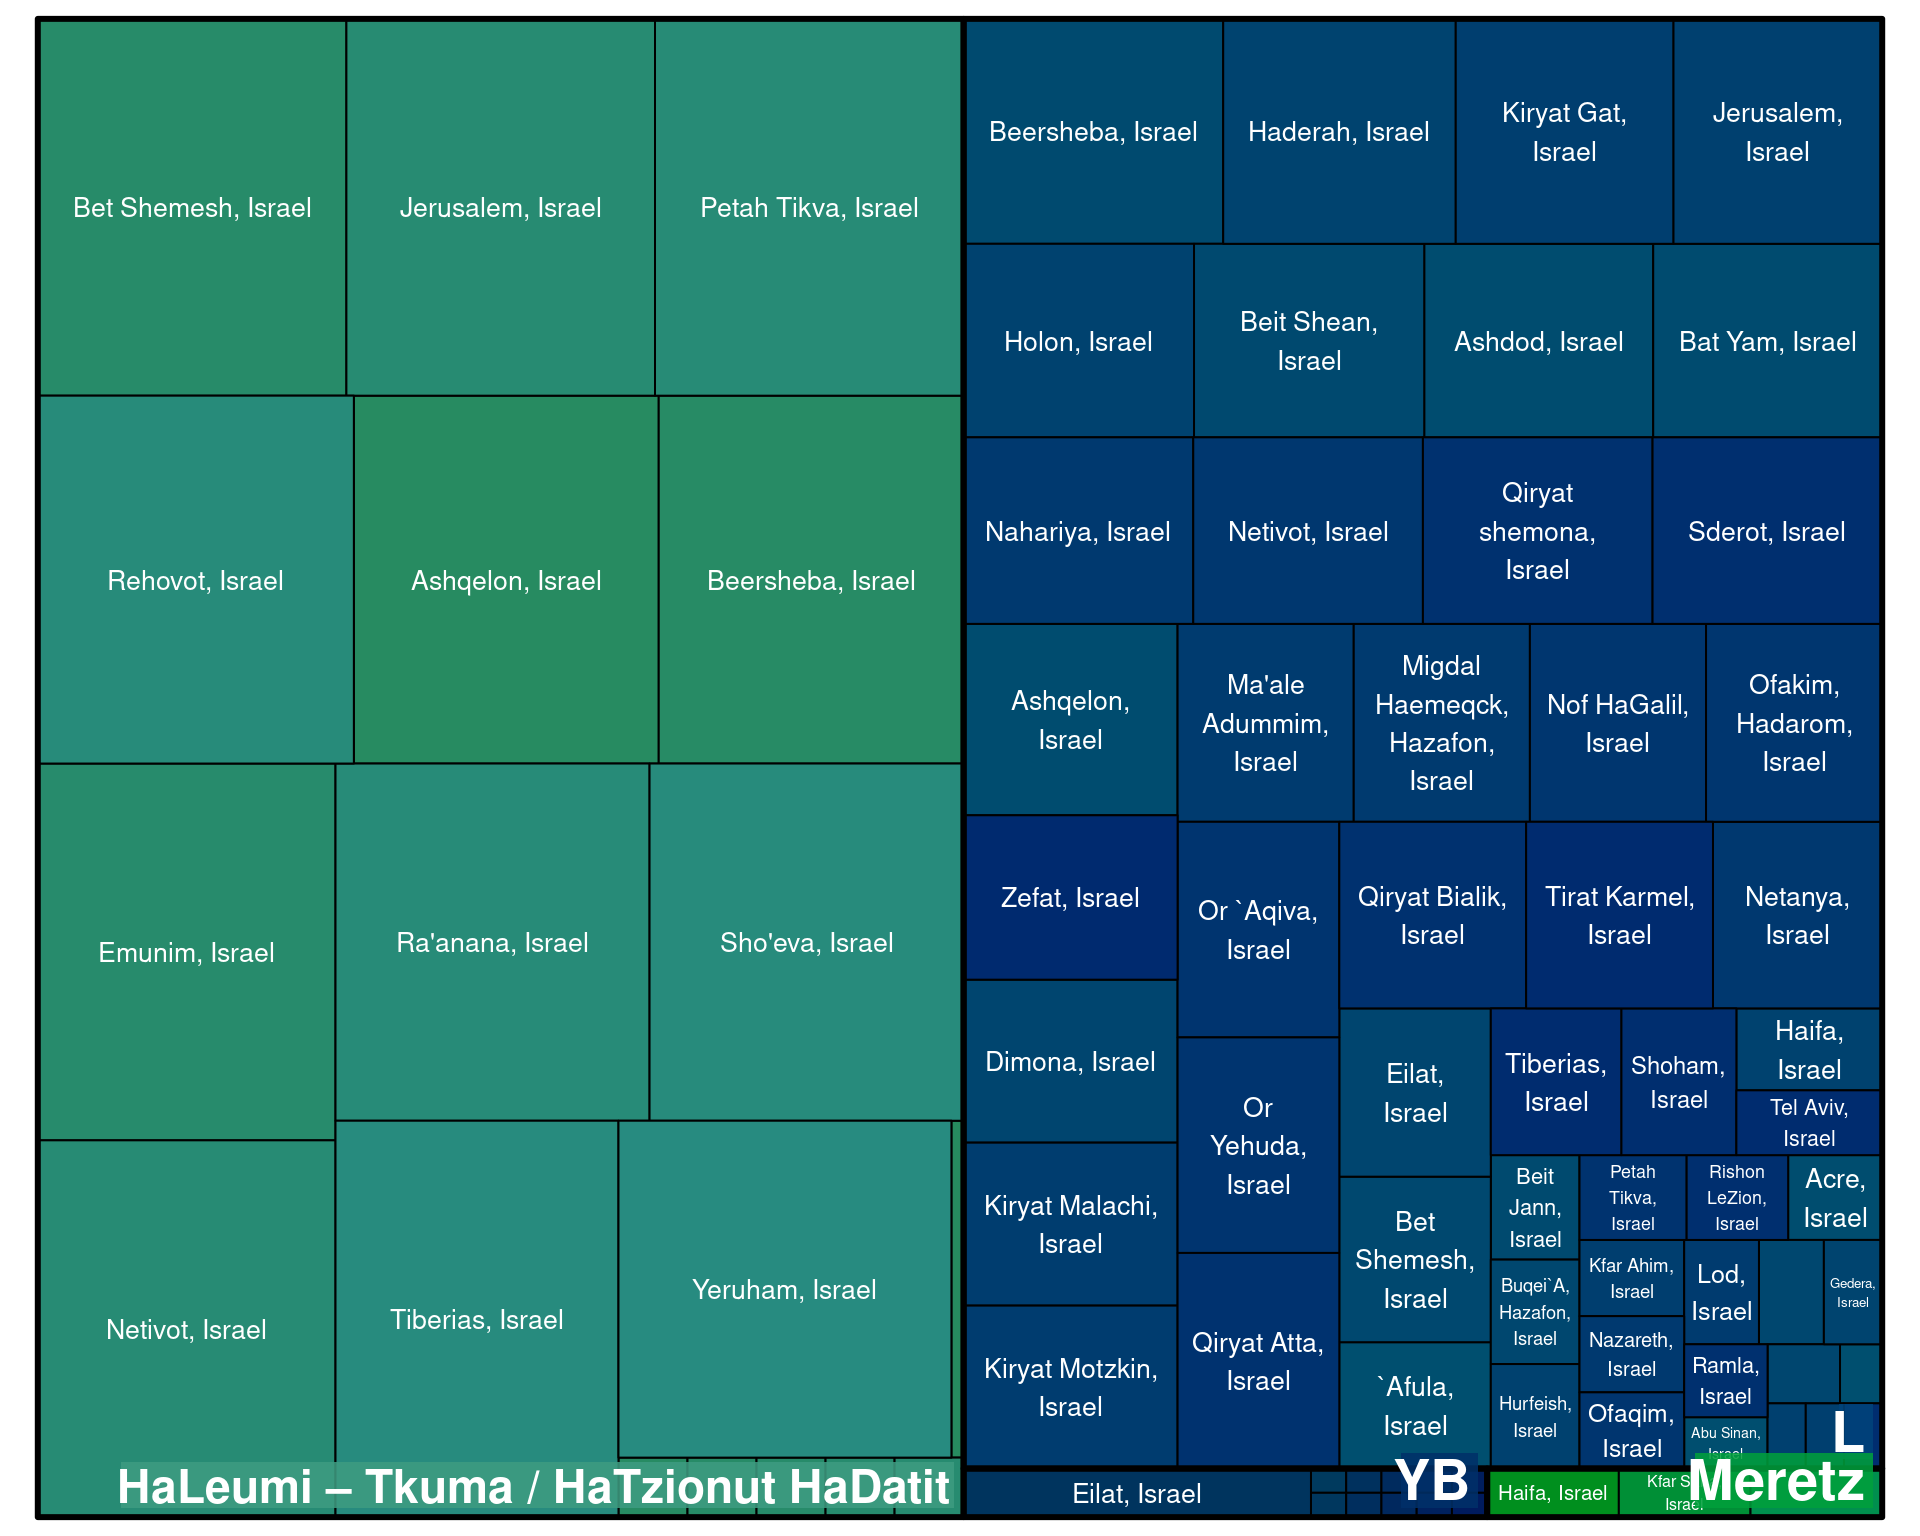 Bet Shemesh, Israel
Jerusalem, Israel
Petah Tikva, Israel
Rehovot, Israel
Ashqelon, Israel
Beersheba, Israel
Emunim, Israel
Ra'anana, Israel
Sho'eva, Israel
Netivot, Israel
Tiberias, Israel
Yeruham, Israel
HaLeumi – Tkuma / HaTzionut HaDatit
Beersheba, Israel
Haderah, Israel
Kiryat Gat,
Israel
Jerusalem,
Israel
Holon, Israel
Beit Shean,
Israel
Ashdod, Israel
Bat Yam, Israel
Nahariya, Israel
Netivot, Israel
Qiryat
shemona,
Israel
Sderot, Israel
Ashqelon,
Israel
Ma'ale
Adummim,
Israel
Migdal
Haemeqck,
Hazafon,
Israel
Nof HaGalil,
Israel
Ofakim,
Hadarom,
Israel
Zefat, Israel
Or `Aqiva,
Israel
Qiryat Bialik,
Israel
Tirat Karmel,
Israel
Netanya,
Israel
Dimona, Israel
Or
Yehuda,
Israel
Eilat,
Israel
Tiberias,
Israel
Shoham,
Israel
Haifa,
Israel
Tel Aviv,
Israel
Kiryat Malachi,
Israel
Bet
Shemesh,
Israel
Beit
Jann,
Israel
Petah
Tikva,
Israel
Rishon
LeZion,
Israel
Acre,
Israel
Kiryat Motzkin,
Israel
Qiryat Atta,
Israel
`Afula,
Israel
Buqei`A,
Hazafon,
Israel
Kfar Ahim,
Israel
Lod,
Israel
Gedera,
Israel
Nazareth,
Israel
Ramla,
Israel
Hurfeish,
Israel
Ofaqim,
Israel
Abu Sinan,
Israel
L
Eilat, Israel
YB
Haifa, Israel
Kfar
Israel
Meretz